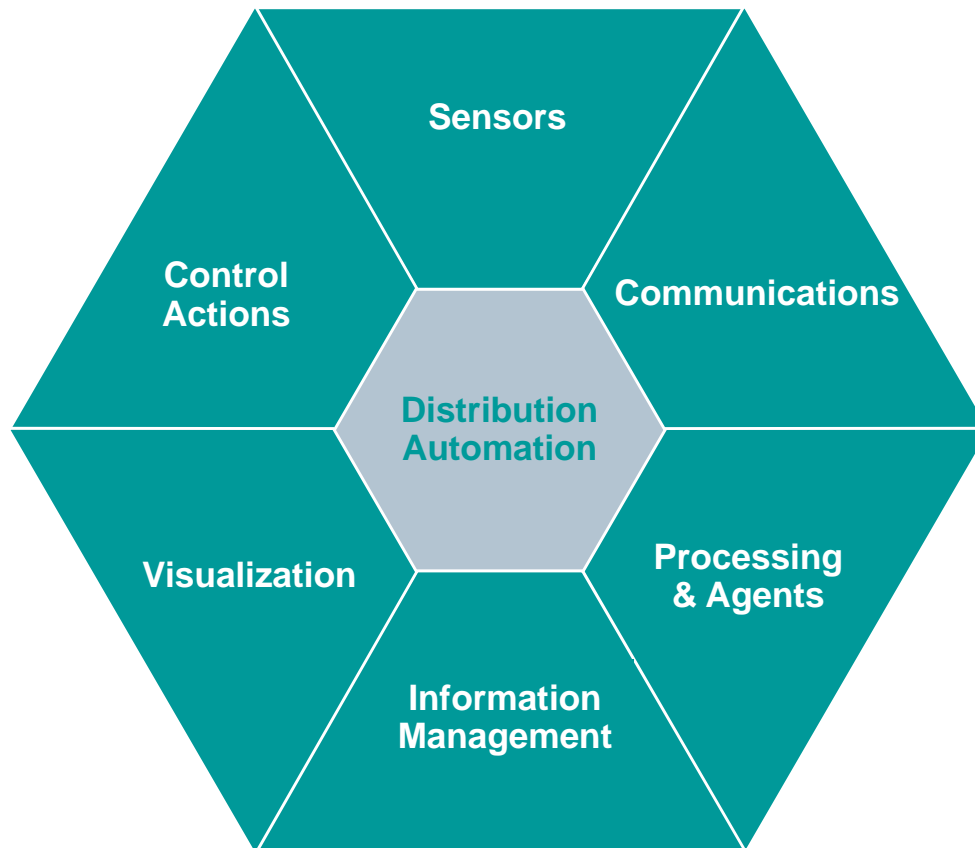 Sensors
Control
Actions
Communications
Distribution
Automation
Visualization
Processing
& Agents
Information
Management